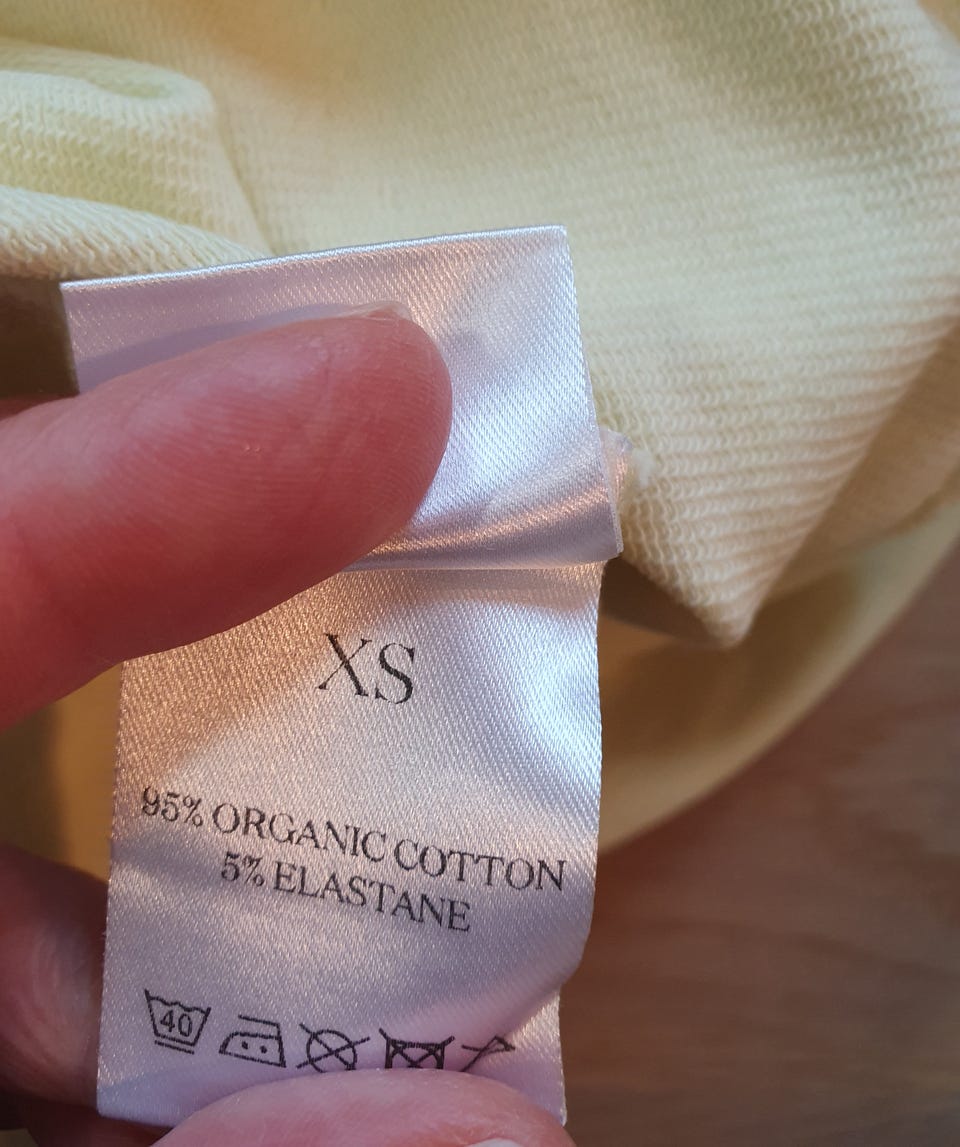 XS
95% ORGANIC COTTON
5% ELASTANE
40